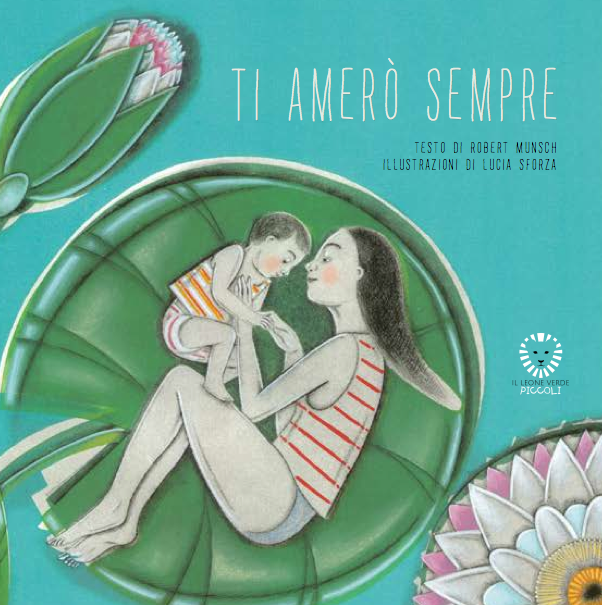 TI AMERÒ SEMPRE
TESTO DI ROBERT MUNSCH
ILLUSTRAZIONI DI LUCIA SFORZA
IL LEONE VERDE
PICCOLI